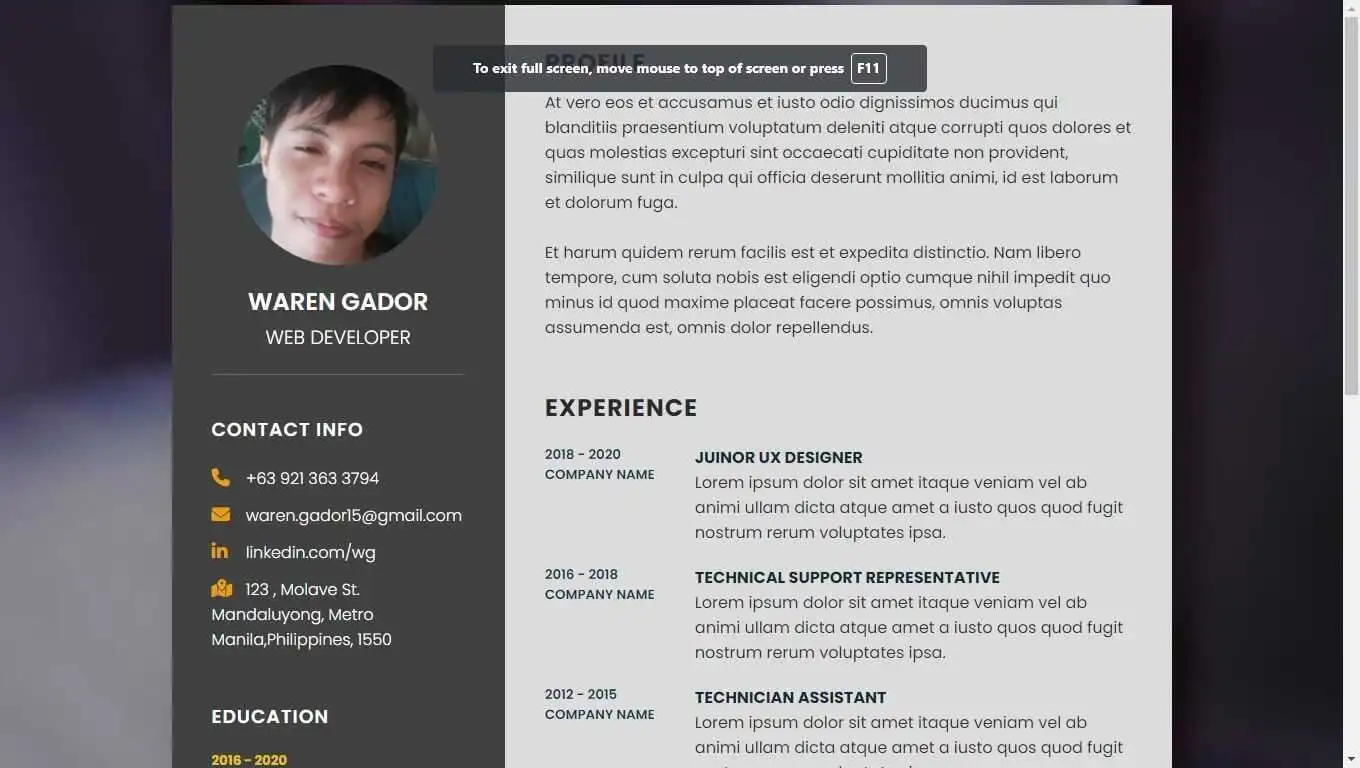 PROFILE
To exit full screen, move mouse to top of screen or press F11
At vero eos et accusamus et iusto odio dignissimos ducimus qui
blanditiis praesentium voluptatum deleniti atque corrupti quos dolores et
quas molestias excepturi sint occaecati cupiditate non provident,
similique sunt in culpa qui officia deserunt mollitia animi, id est laborum
et dolorum fuga.
Et harum quidem rerum facilis est et expedita distinctio. Nam libero
tempore, cum soluta nobis est eligendi optio cumque nihil impedit quo
minus id quod maxime placeat facere possimus, omnis voluptas
assumenda est, omnis dolor repellendus.
WAREN GADOR
WEB DEVELOPER
CONTACT INFO
+63 921 363 3794
waren.gador15@gmail.com
linkedin.com/wg
123 , Molave St.
Mandaluyong, Metro
Manila,Philippines, 1550
EDUCATION
2016 - 2020
EXPERIENCE
2018 - 2020
COMPANY NAME
JUINOR UX DESIGNER
Lorem ipsum dolor sit amet itaque veniam vel ab
animi ullam dicta atque amet a iusto quos quod fugit
nostrum rerum voluptates ipsa.
2016 - 2018
COMPANY NAME
TECHNICAL SUPPORT REPRESENTATIVE
Lorem ipsum dolor sit amet itaque veniam vel ab
animi ullam dicta atque amet a iusto quos quod fugit
nostrum rerum voluptates ipsa.
2012 - 2015
COMPANY NAME
TECHNICIAN ASSISTANT
Lorem ipsum dolor sit amet itaque veniam vel ab
animi ullam dicta atque amet a iusto quos quod fugit